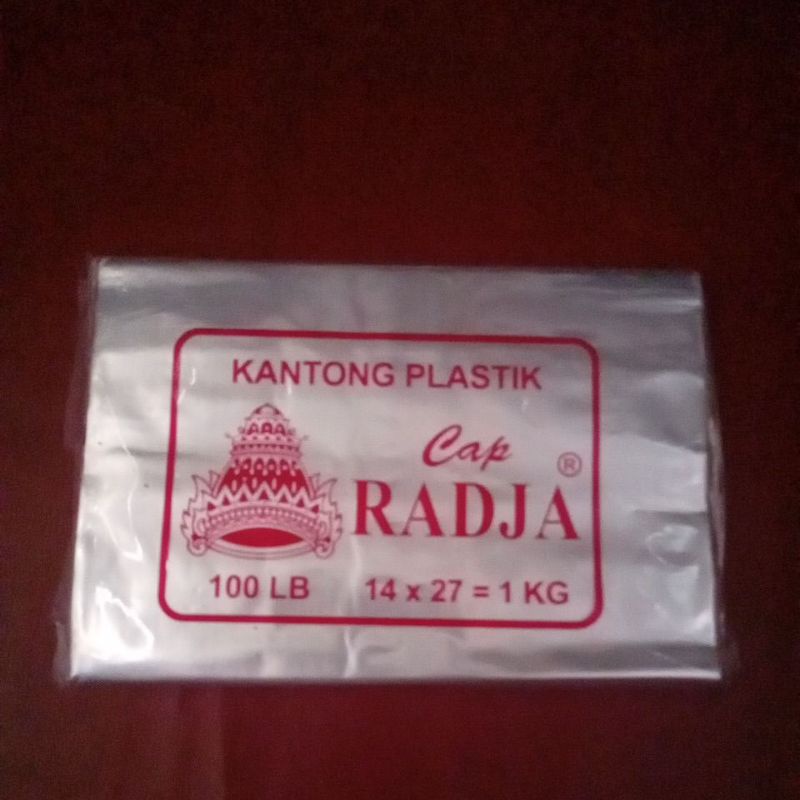 KANTONG PLASTIK
Cap
RADJA ®
100 LB 14 x 27 = 1 KG